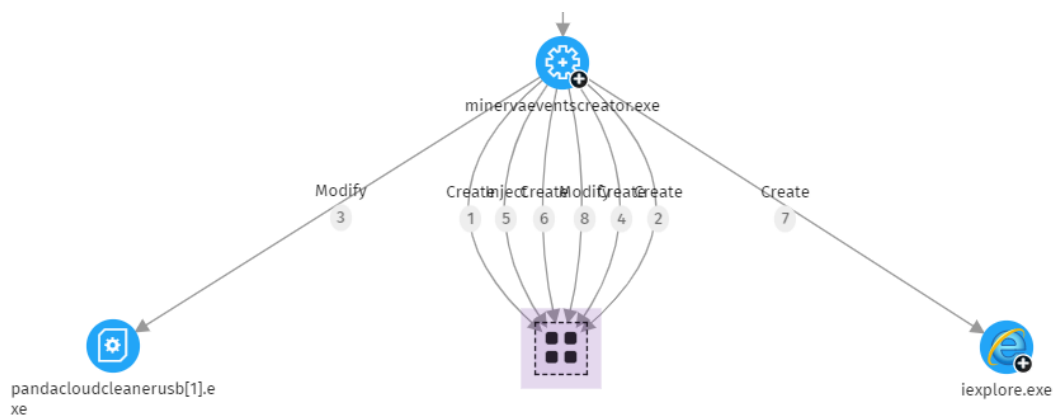 minervaeventscreator.exe
Modify
3
Create
1
Inject
5
Create
6
Modify
8
Create
4
Create
2
Create
7
pandacloudcleanerusb[1].e
xe
iexplore.exe